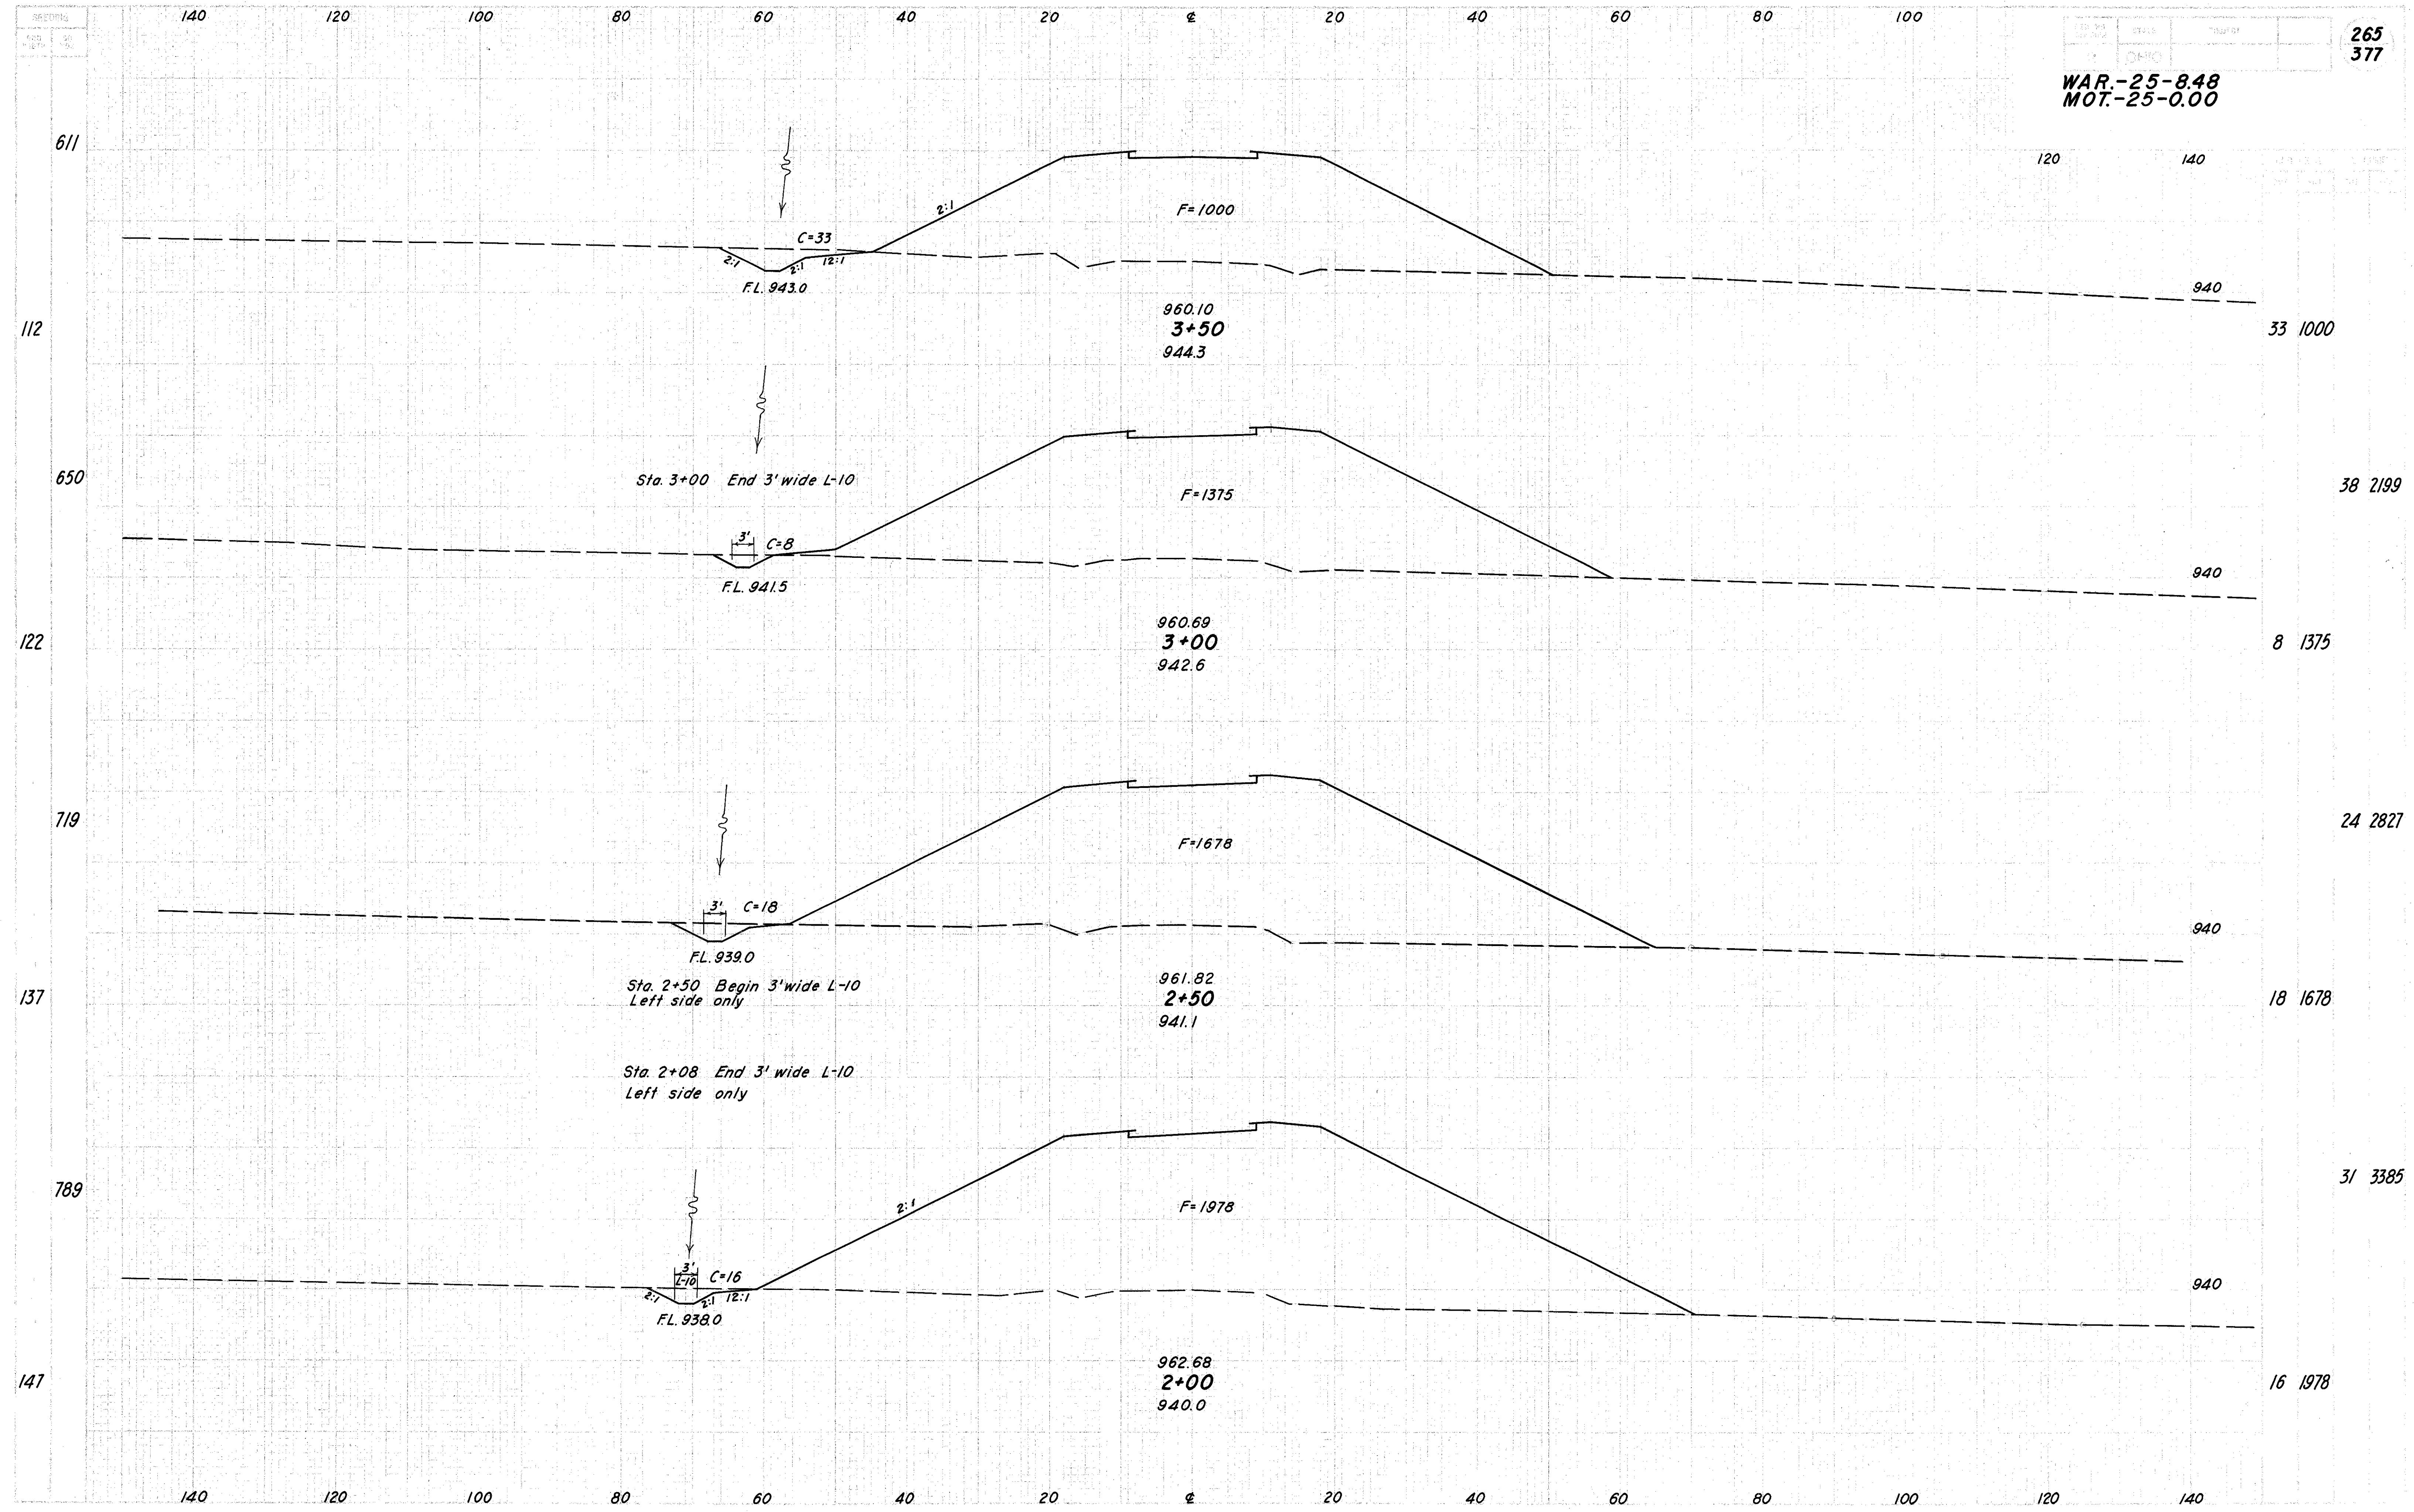 140 120 100 80 60 40 20 ℄ 20 40 60 80 100
265
377
OHIO
WAR.-25-8.48
MOT.-25-0.00
120 140
611
2:1
F=1000
C=33
2:1 2:1 12:1
F.L. 943.0
940
960.10
112 3+50 33 1000
944.3
650 Sta. 3+00 End 3' wide L-10 38 2199
F=1375
3' C=8
F.L. 941.5
940
960.69
122 3+00 8 1375
942.6
719 24 2827
F=1678
3' C=18
940
F.L. 939.0
Sta. 2+50 Begin 3' wide L-10
Left side only
961.82
137 2+50 18 1678
941.1
Sta. 2+08 End 3' wide L-10
Left side only
789 31 3385
2:1
F=1978
3'
L-10 C=16
940
2:1 2:1 12:1
F.L. 938.0
962.68
147 2+00 16 1978
940.0
140 120 100 80 60 40 20 ℄ 20 40 60 80 100 120 140